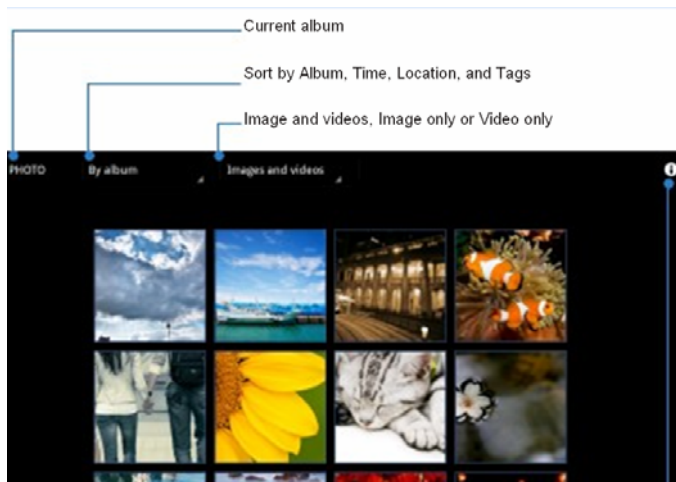 Current album
Sort by Album, Time, Location, and Tags
Image and videos, Image only or Video only
PHOTO By album Images and videos